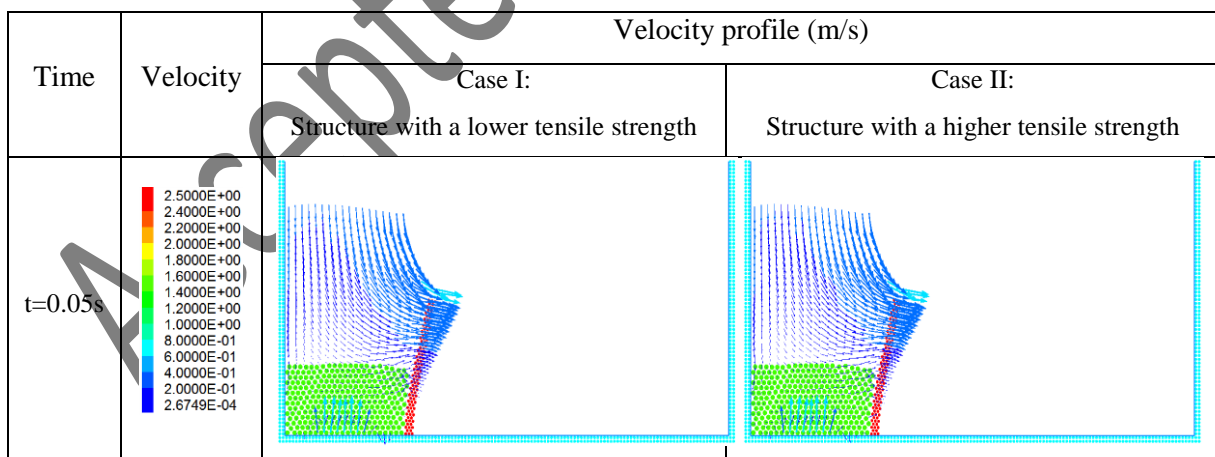 Velocity profile (m/s)
Time
Velocity
Case I:
Structure with a lower tensile strength
Case II:
Structure with a higher tensile strength
t=0.05s
2.5000E+00
2.4000E+00
2.2000E+00
2.0000E+00
1.8000E+00
1.6000E+00
1.4000E+00
1.2000E+00
1.0000E+00
8.0000E-01
6.0000E-01
4.0000E-01
2.0000E-01
2.6749E-04
Accepte